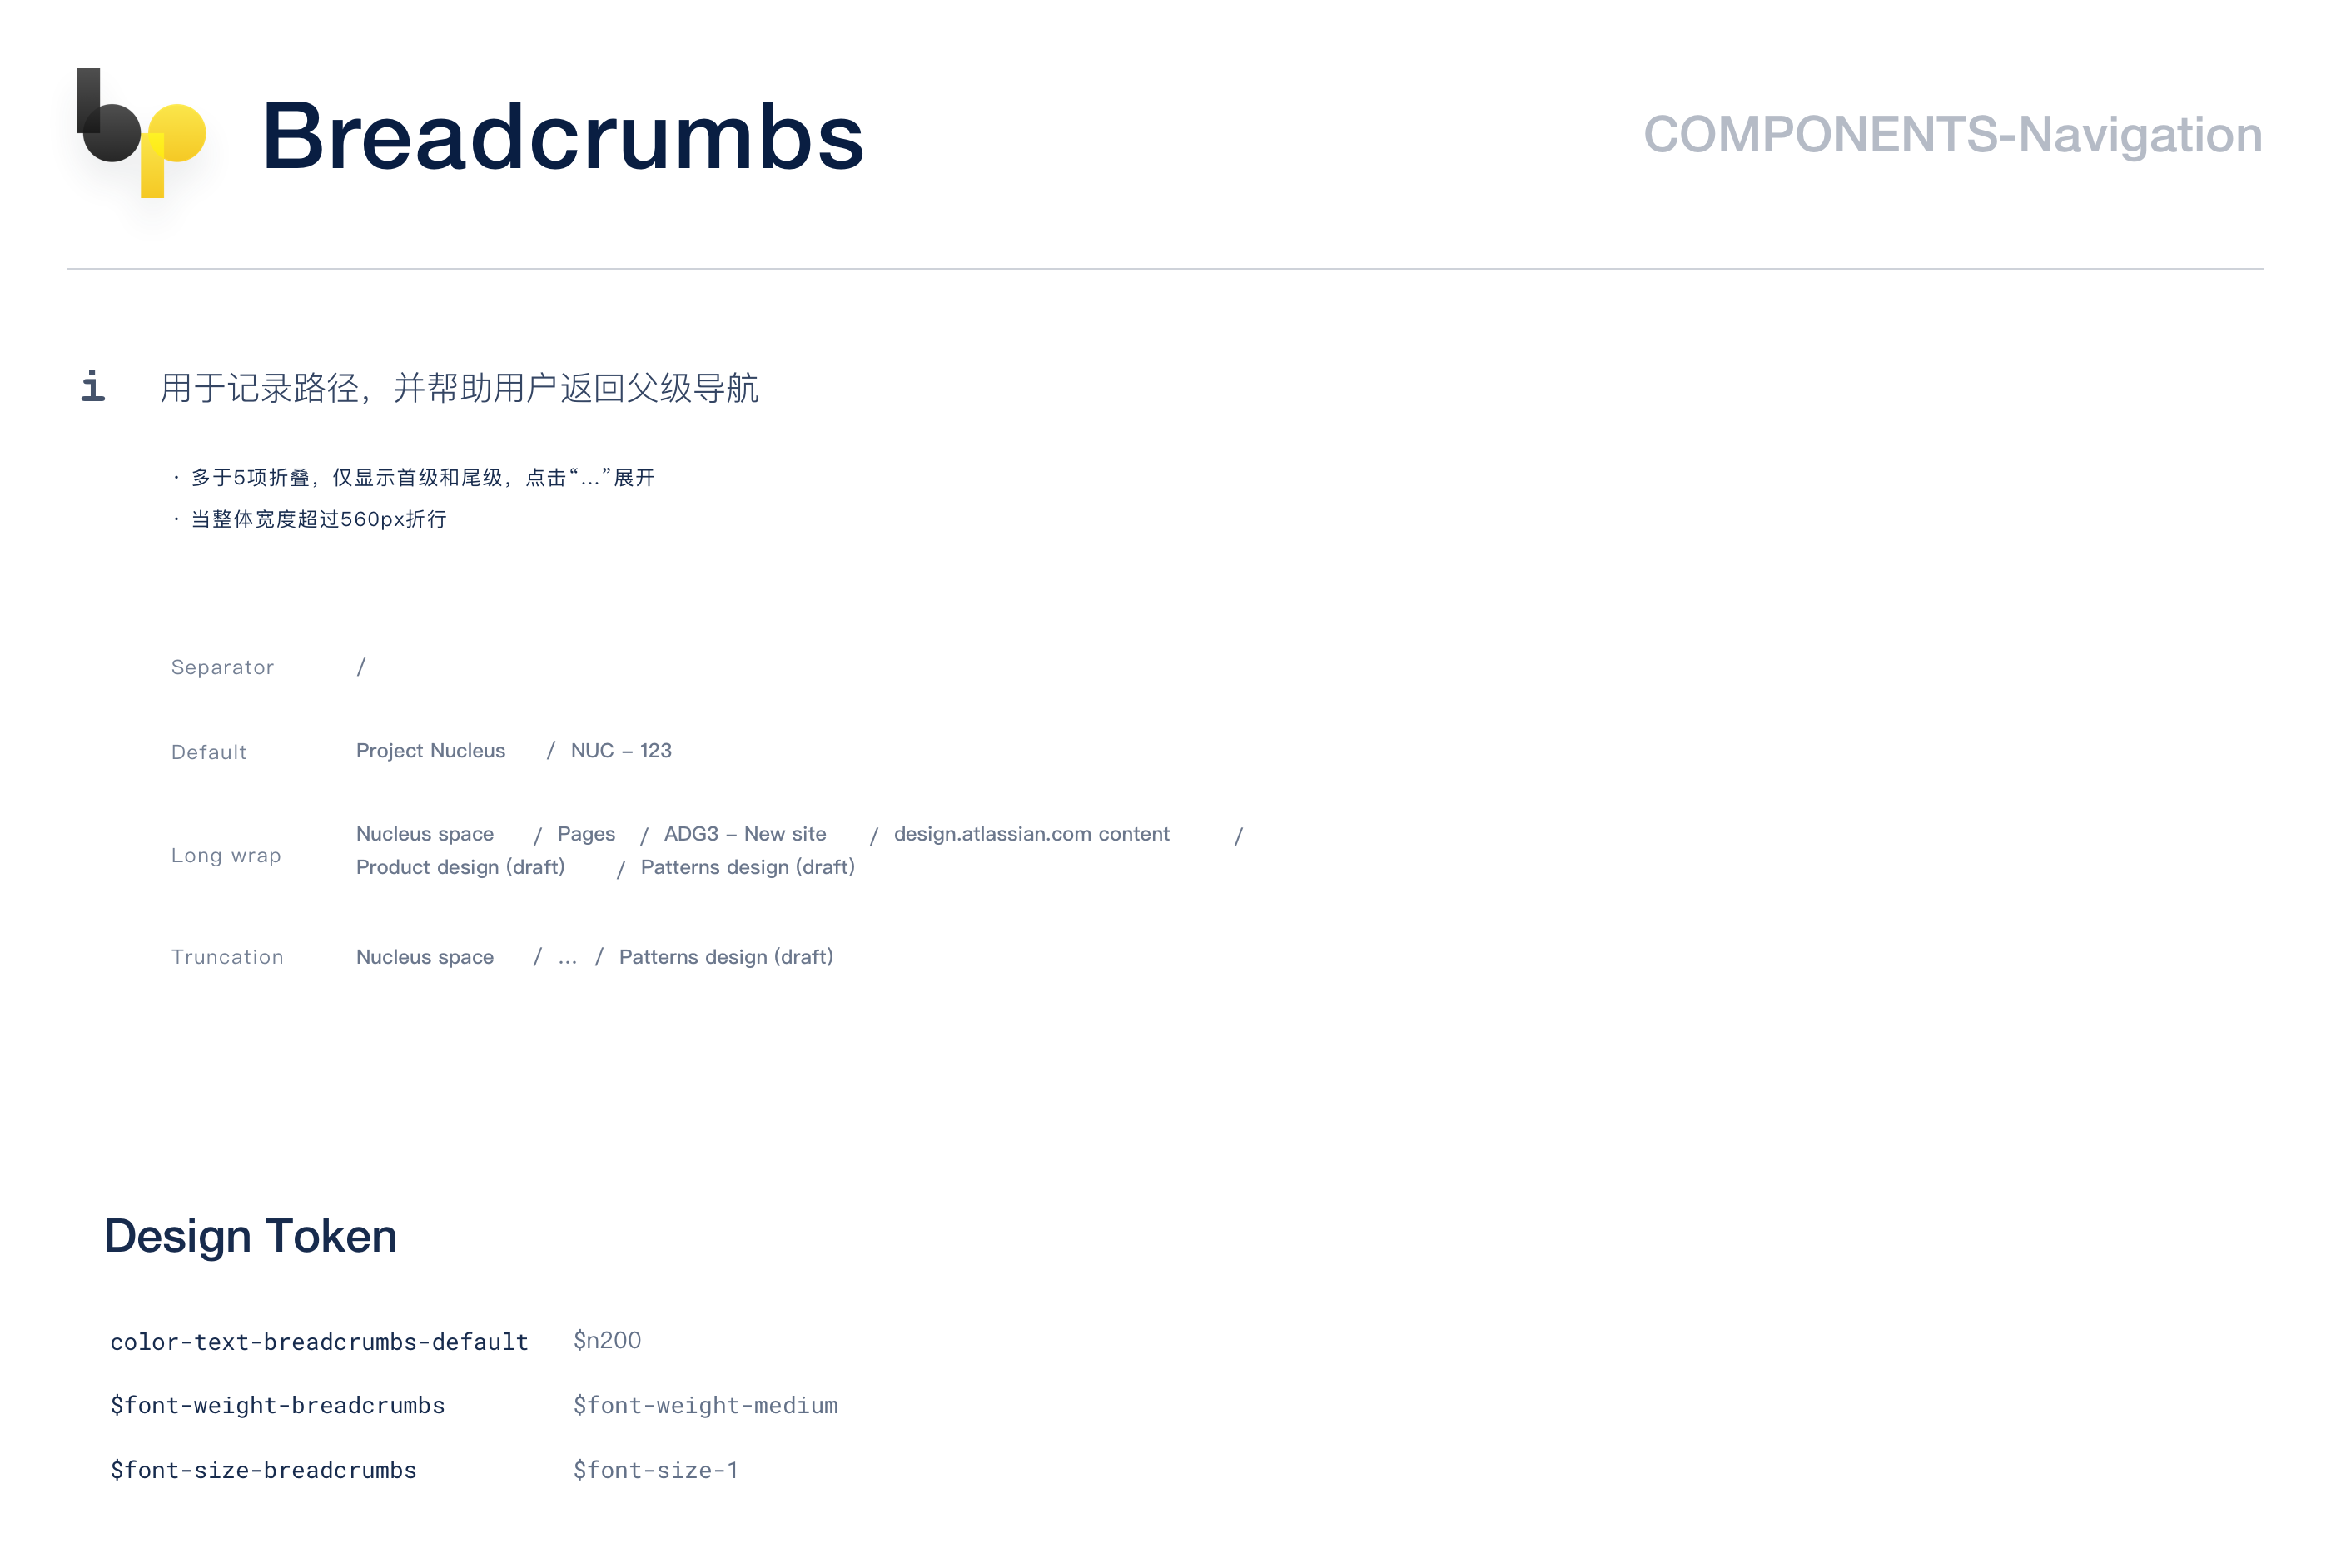 bp
Breadcrumbs
COMPONENTS-Navigation
i
用于记录路径，并帮助用户返回父级导航
· 多于5项折叠，仅显示首级和尾级，点击“...”展开
· 当整体宽度超过560px折行
Separator /
Default Project Nucleus / NUC – 123
Long wrap
Nucleus space / Pages / ADG3 – New site / design.atlassian.com content /
Product design (draft) / Patterns design (draft)
Truncation Nucleus space / ... / Patterns design (draft)
Design Token
color-text-breadcrumbs-default $n200
$font-weight-breadcrumbs $font-weight-medium
$font-size-breadcrumbs $font-size-1